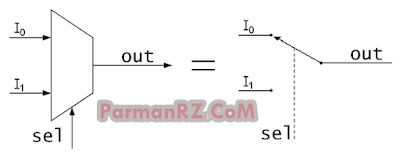 I₀
I₁
out
sel
=
I₀
I₁
out
sel
ParmanRZ.CoM